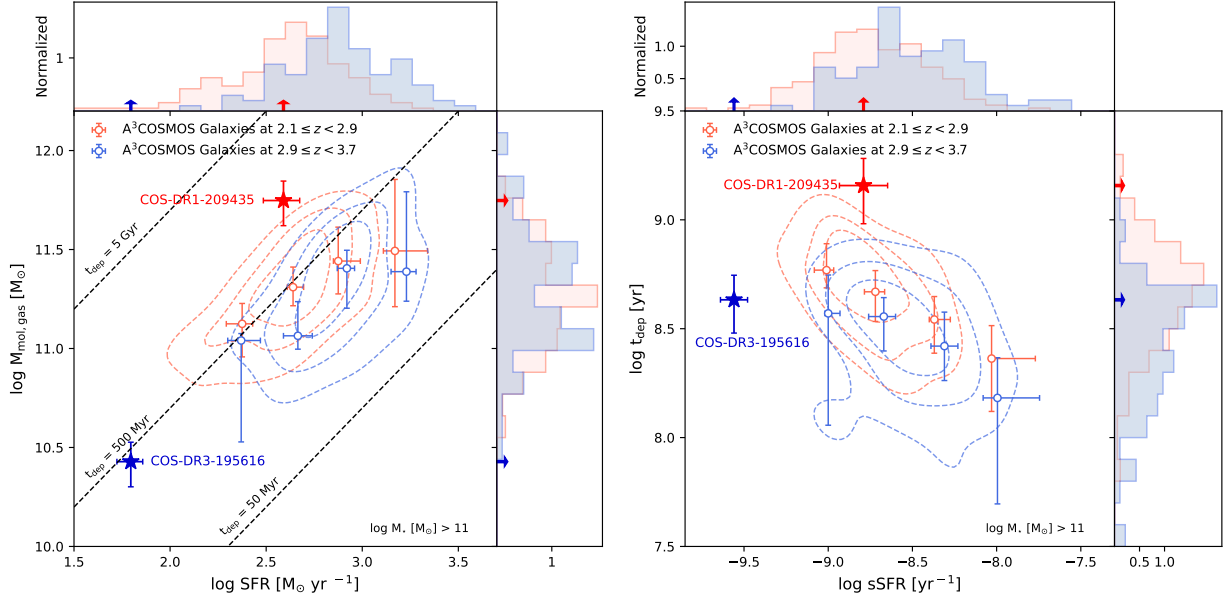 Normalized
1
A³COSMOS Galaxies at 2.1 ≤ z < 2.9
A³COSMOS Galaxies at 2.9 ≤ z < 3.7
COS-DR1-209435
t_dep = 5 Gyr
t_dep = 500 Myr
t_dep = 50 Myr
COS-DR3-195616
log M⋆ [M⊙] > 11
log M_mol, gas [M⊙]
12.0
11.5
11.0
10.5
10.0
1.5 2.0 2.5 3.0 3.5
1
log SFR [M⊙ yr ⁻¹]
Normalized
1.0
0.5
9.5
A³COSMOS Galaxies at 2.1 ≤ z < 2.9
A³COSMOS Galaxies at 2.9 ≤ z < 3.7
COS-DR1-209435
COS-DR3-195616
log M⋆ [M⊙] > 11
log t_dep [yr]
9.0
8.5
8.0
7.5
−9.5 −9.0 −8.5 −8.0 −7.5
0.5 1.0
log sSFR [yr⁻¹]